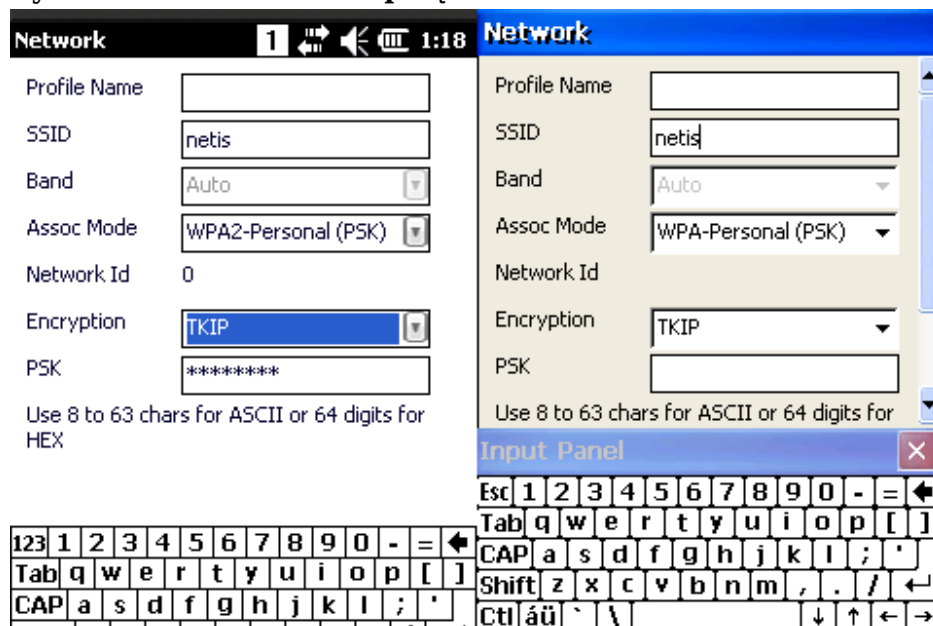 Network 1 1:18
Profile Name
SSID netis
Band Auto
Assoc Mode WPA2-Personal (PSK)
Network Id 0
Encryption TKIP
PSK ********
Use 8 to 63 chars for ASCII or 64 digits for
HEX
123 1 2 3 4 5 6 7 8 9 0 - =
Tab q w e r t y u i o p [ ]
CAP a s d f g h j k l ; '
Network
Profile Name
SSID netis
Band Auto
Assoc Mode WPA-Personal (PSK)
Network Id
Encryption TKIP
PSK
Use 8 to 63 chars for ASCII or 64 digits for
Input Panel
Esc 1 2 3 4 5 6 7 8 9 0 - =
Tab q w e r t y u i o p [ ]
CAP a s d f g h j k l ; '
Shift z x c v b n m , . /
Ctl áü ` \